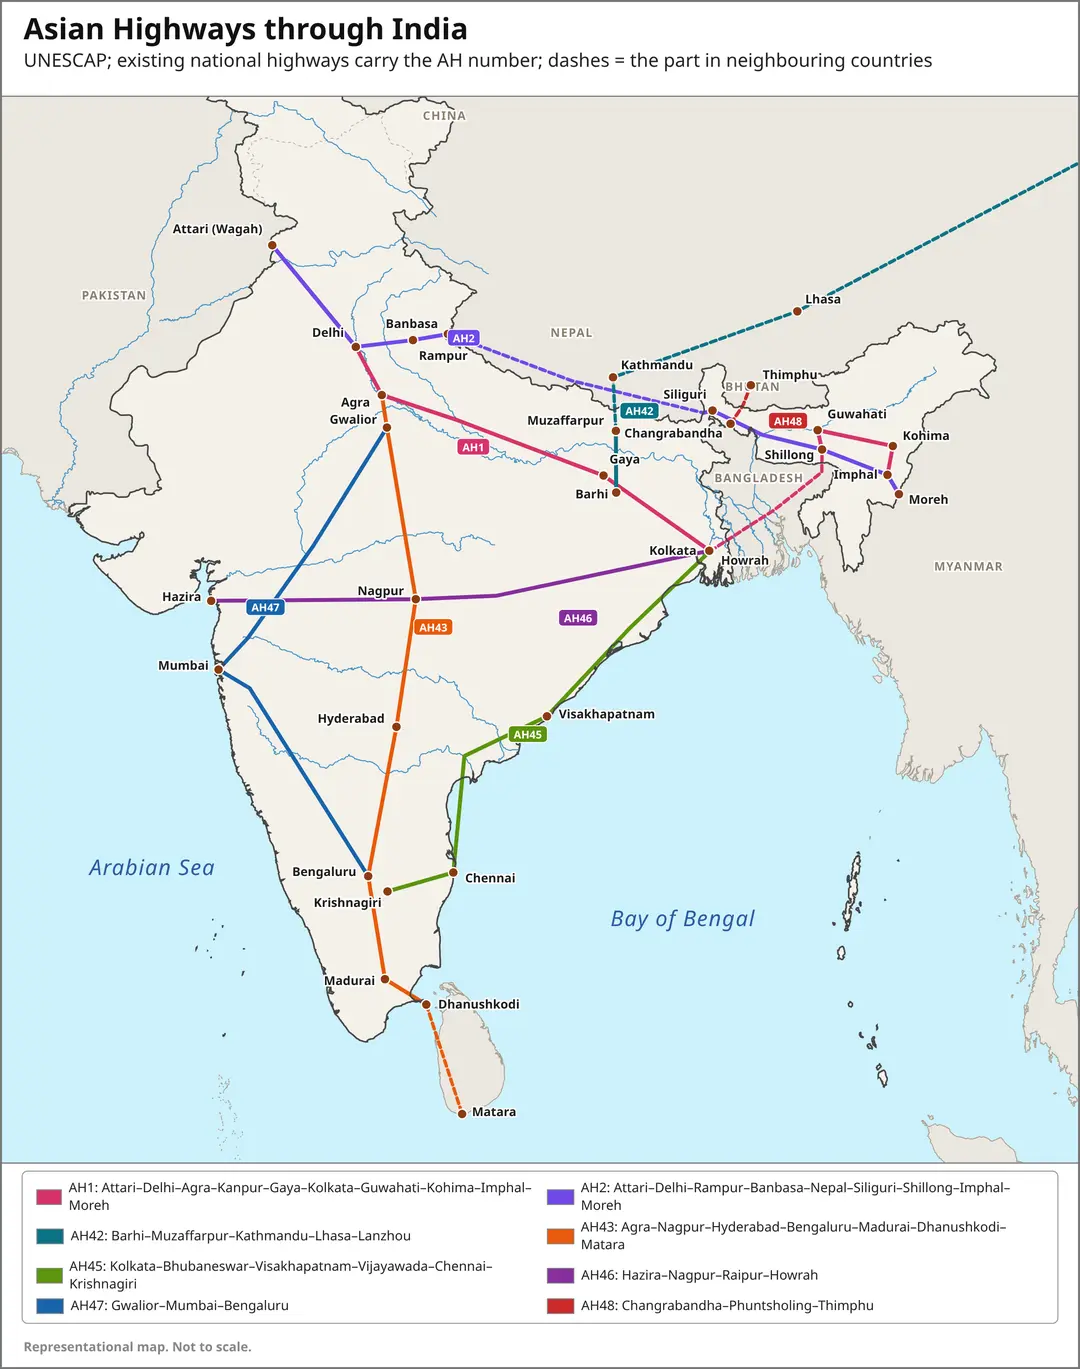 Asian Highways through India
UNESCAP; existing national highways carry the AH number; dashes = the part in neighbouring countries
CHINA
Attari (Wagah)
PAKISTAN
Lhasa
Banbasa
Delhi
NEPAL
AH2
Rampur
Kathmandu
Thimphu
BHUTAN
Siliguri
Agra
AH42
Gwalior
Muzaffarpur
AH48
Guwahati
Changrabandha
Kohima
AH1
Shillong
Gaya
Imphal
BANGLADESH
Barhi
Moreh
Kolkata
Howrah
MYANMAR
Nagpur
Hazira
AH47
AH46
AH43
Mumbai
Visakhapatnam
Hyderabad
AH45
Arabian Sea
Bengaluru
Chennai
Krishnagiri
Bay of Bengal
Madurai
Dhanushkodi
Matara
AH1: Attari–Delhi–Agra–Kanpur–Gaya–Kolkata–Guwahati–Kohima–Imphal–
Moreh
AH2: Attari–Delhi–Rampur–Banbasa–Nepal–Siliguri–Shillong–Imphal–
Moreh
AH42: Barhi–Muzaffarpur–Kathmandu–Lhasa–Lanzhou
AH43: Agra–Nagpur–Hyderabad–Bengaluru–Madurai–Dhanushkodi–
Matara
AH45: Kolkata–Bhubaneswar–Visakhapatnam–Vijayawada–Chennai–
Krishnagiri
AH46: Hazira–Nagpur–Raipur–Howrah
AH47: Gwalior–Mumbai–Bengaluru
AH48: Changrabandha–Phuntsholing–Thimphu
Representational map. Not to scale.